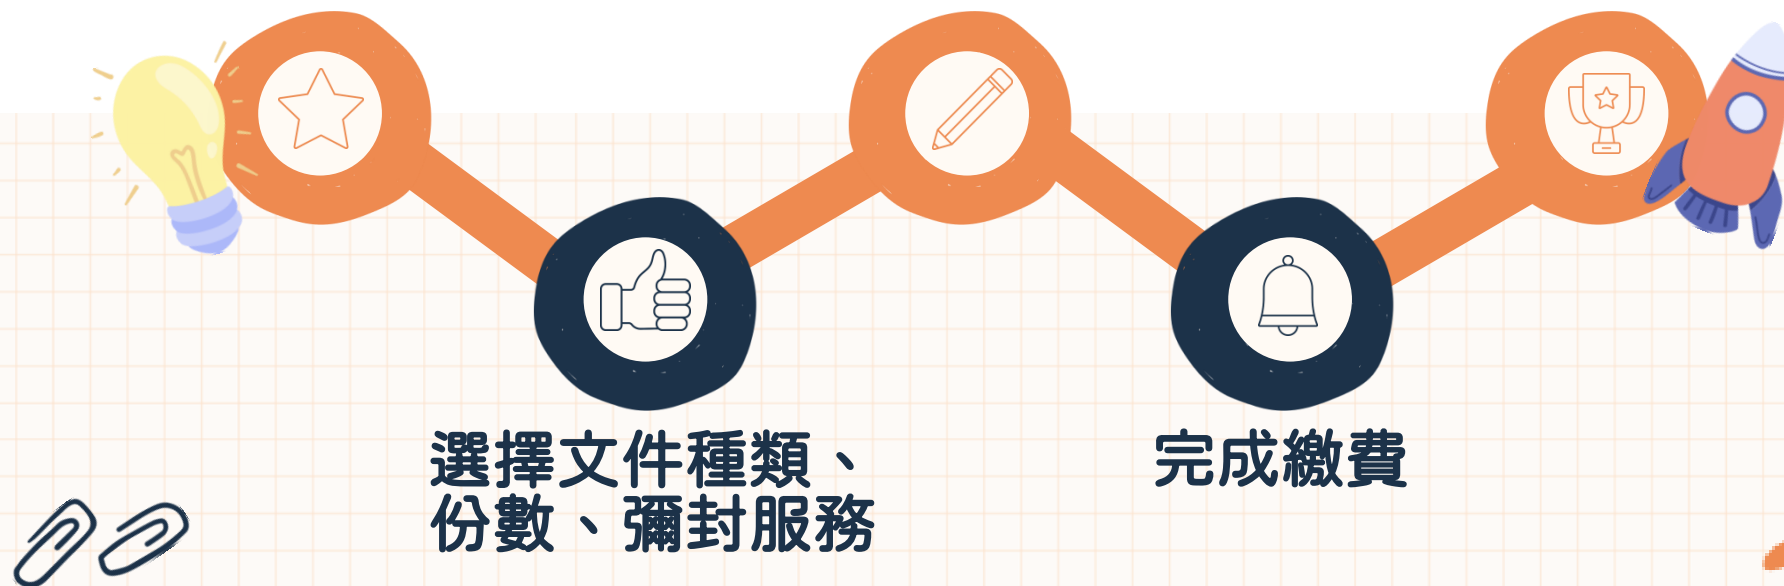 選擇文件種類、
份數、彌封服務
完成繳費